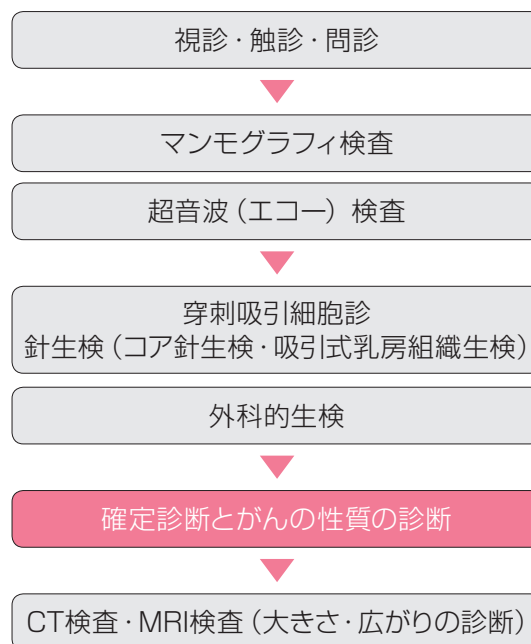 視診・触診・問診
マンモグラフィ検査
超音波（エコー）検査
穿刺吸引細胞診
針生検（コア針生検・吸引式乳房組織生検）
外科的生検
確定診断とがんの性質の診断
CT検査・MRI検査（大きさ・広がりの診断）